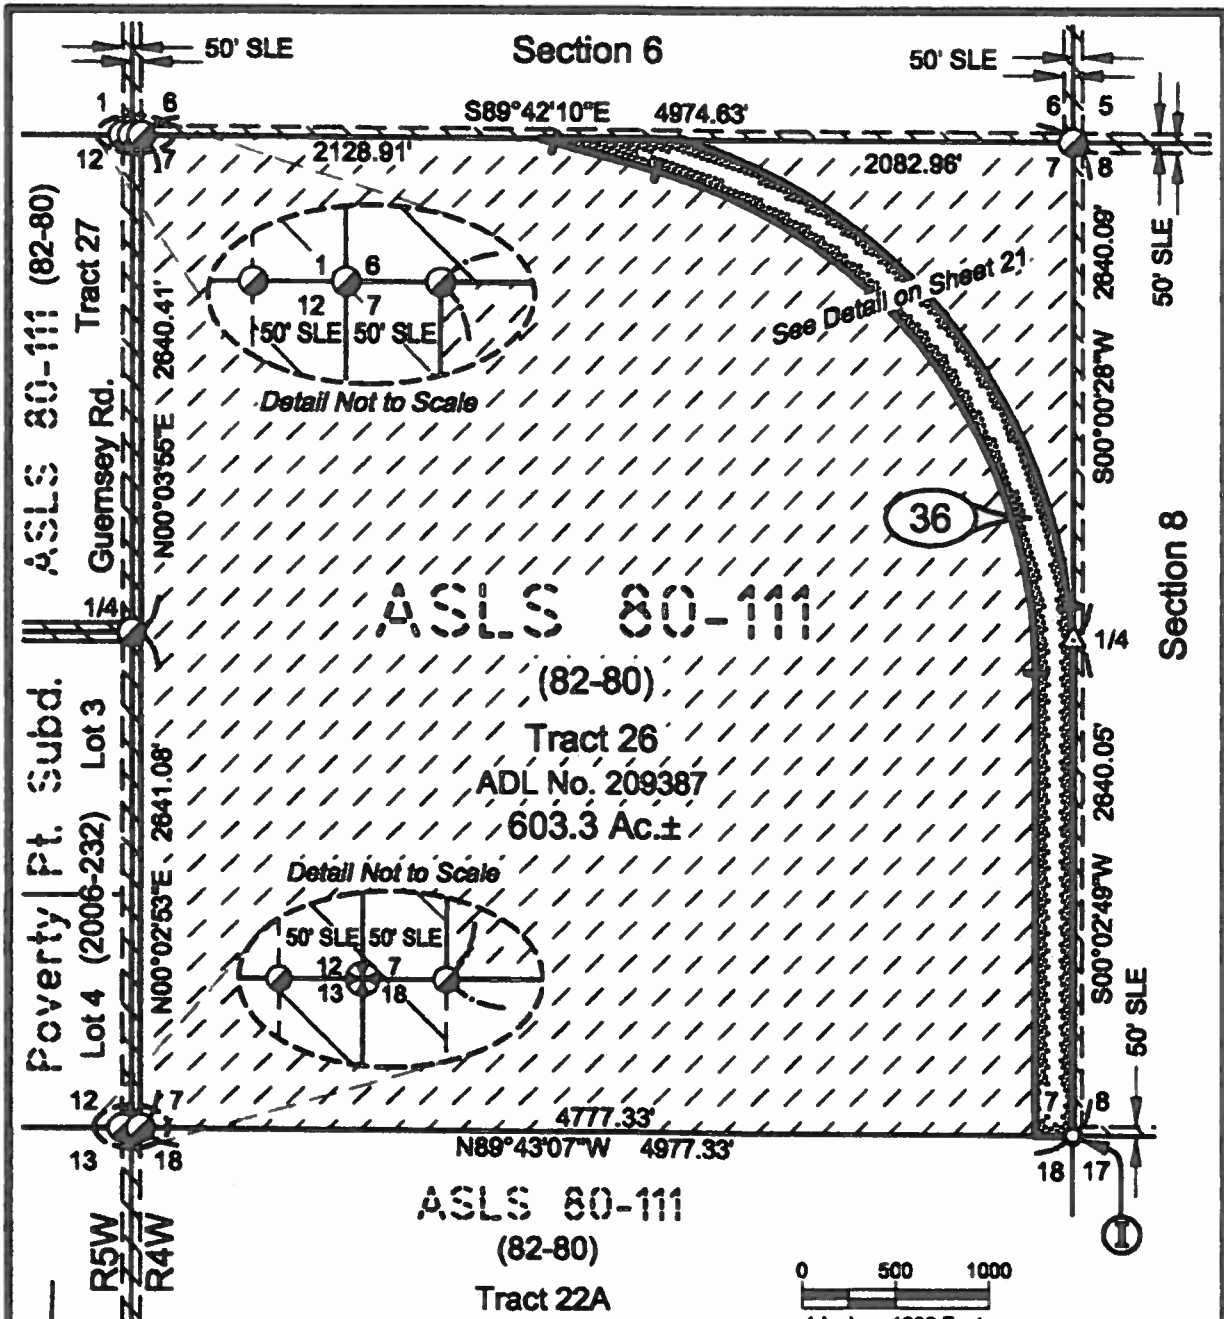 50' SLE
Section 6
50' SLE
1 6
S89°42'10"E 4974.63'
6 5
12 7
2128.91'
2082.96'
7 8
50' SLE
ASLS 80-111 (82-80)
Tract 27
Guernsey Rd.
N00°03'55"E 2640.41'
1 6
12 7
50' SLE 50' SLE
Detail Not to Scale
See Detail on Sheet 21
S00°00'28"W 2640.09'
36
Section 8
1/4
1/4
ASLS 80-111
(82-80)
Tract 26
ADL No. 209387
603.3 Ac.±
Poverty Pt. Subd.
Lot 4 (2006-232) Lot 3
N00°02'53"E 2641.08'
Detail Not to Scale
50' SLE 50' SLE
12 7
13 18
S00°02'49"W 2640.05'
50' SLE
12 7
13 18
7 8
18 17
4777.33'
N89°43'07"W 4977.33'
I
R5W
R4W
ASLS 80-111
(82-80)
Tract 22A
0 500 1000